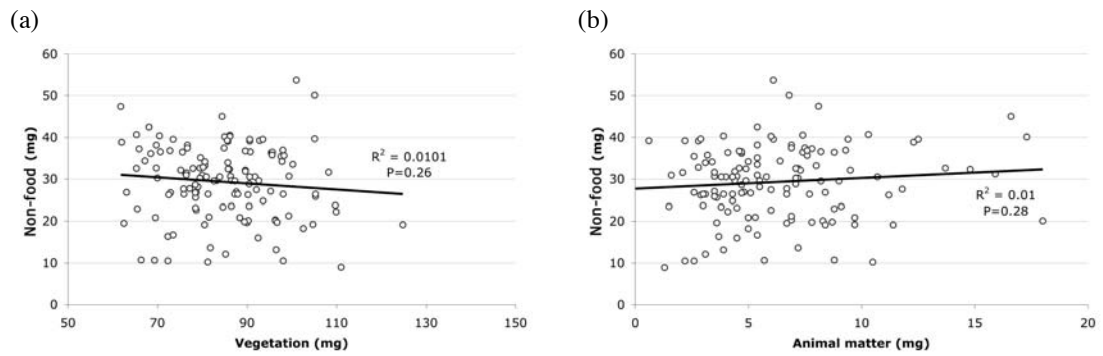 (a)
60
50
40
30
20
10
0
Non-food (mg)
R² = 0.0101
P=0.26
50 70 90 110 130 150
Vegetation (mg)
(b)
60
50
40
30
20
10
0
Non-food (mg)
R² = 0.01
P=0.28
0 5 10 15 20
Animal matter (mg)